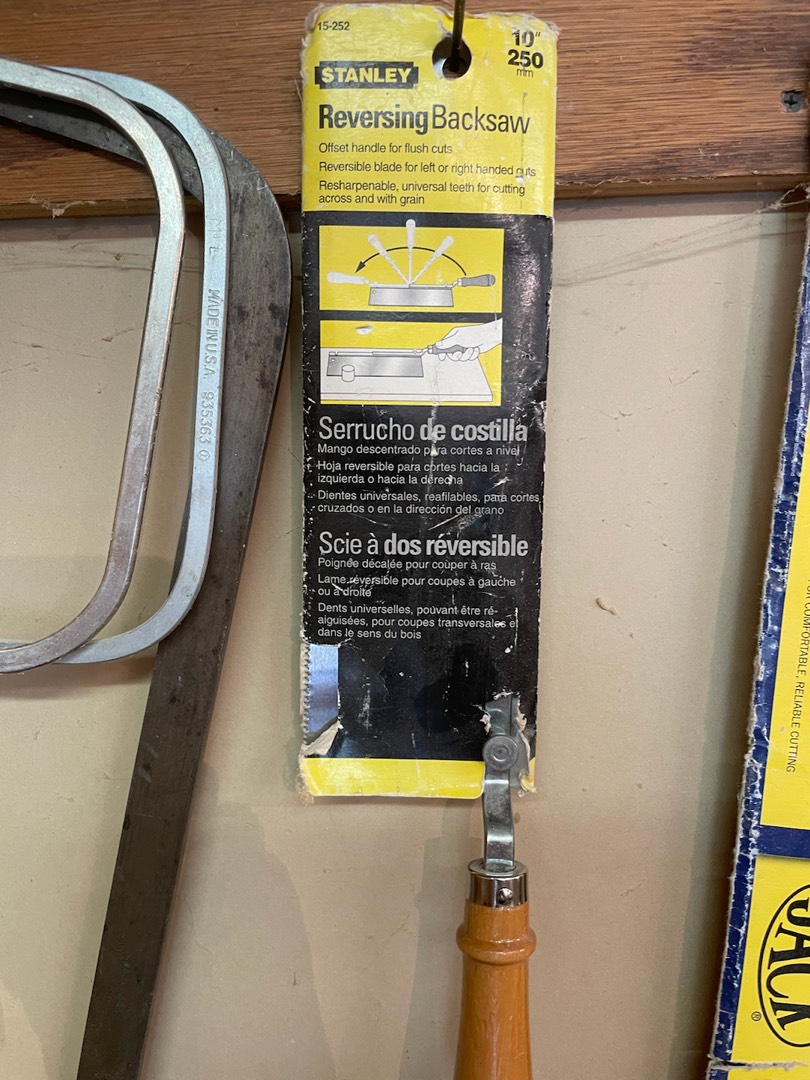 15-252
10"
250
mm
STANLEY
Reversing Backsaw
Offset handle for flush cuts
Reversible blade for left or right handed cuts
Resharpenable, universal teeth for cutting
across and with grain
Serrucho de costilla
Mango descentrado para cortes a nivel
Hoja reversible para cortes hacia la
izquierda o hacia la derecha
Dientes universales, reafilables, para cortes
cruzados o en la dirección del grano
Scie à dos réversible
Poignée décalée pour couper à ras
Lame réversible pour coupes à gauche
ou à droite
Dents universelles, pouvant être ré-
aiguisées, pour coupes transversales et
dans le sens du bois
MADE IN U.S.A. 935363
COMFORTABLE, RELIABLE CUTTING
JACK
®